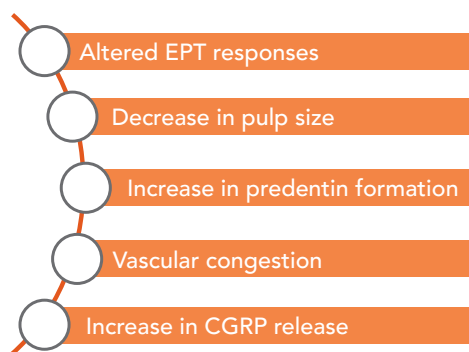 Altered EPT responses
Decrease in pulp size
Increase in predentin formation
Vascular congestion
Increase in CGRP release